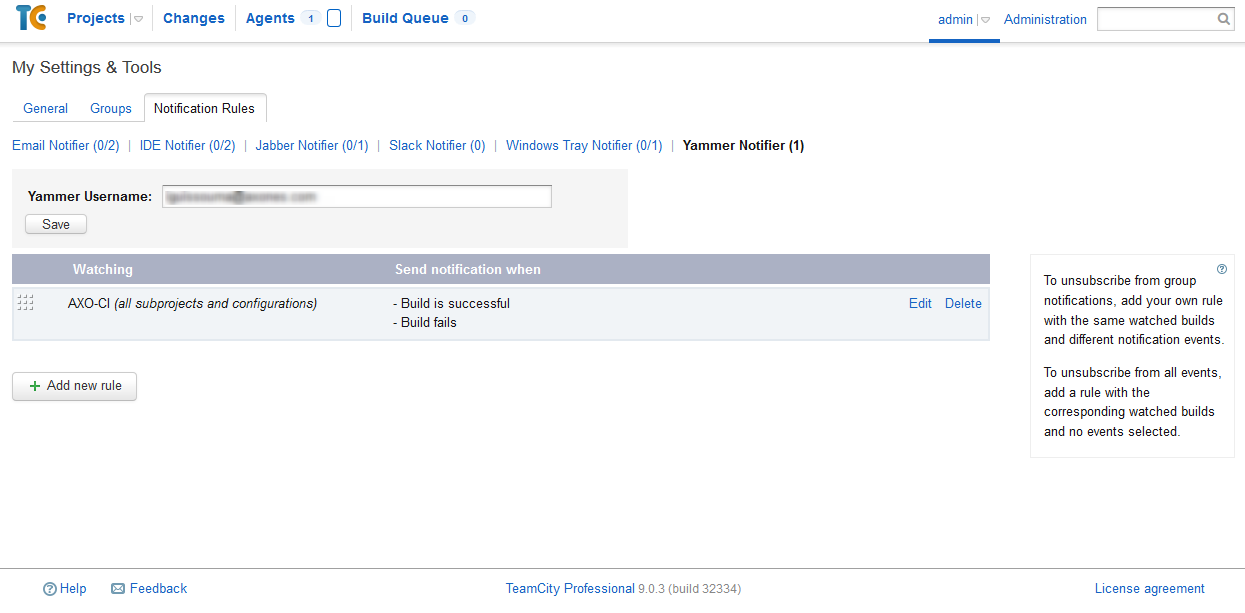 TC Projects Changes Agents 1 Build Queue 0 admin Administration
My Settings & Tools
General Groups Notification Rules
Email Notifier (0/2) | IDE Notifier (0/2) | Jabber Notifier (0/1) | Slack Notifier (0) | Windows Tray Notifier (0/1) | Yammer Notifier (1)
Yammer Username:
Save
Watching Send notification when
AXO-CI (all subprojects and configurations) - Build is successful Edit Delete
- Build fails
Add new rule
To unsubscribe from group
notifications, add your own rule
with the same watched builds
and different notification events.
To unsubscribe from all events,
add a rule with the
corresponding watched builds
and no events selected.
Help Feedback TeamCity Professional 9.0.3 (build 32334) License agreement